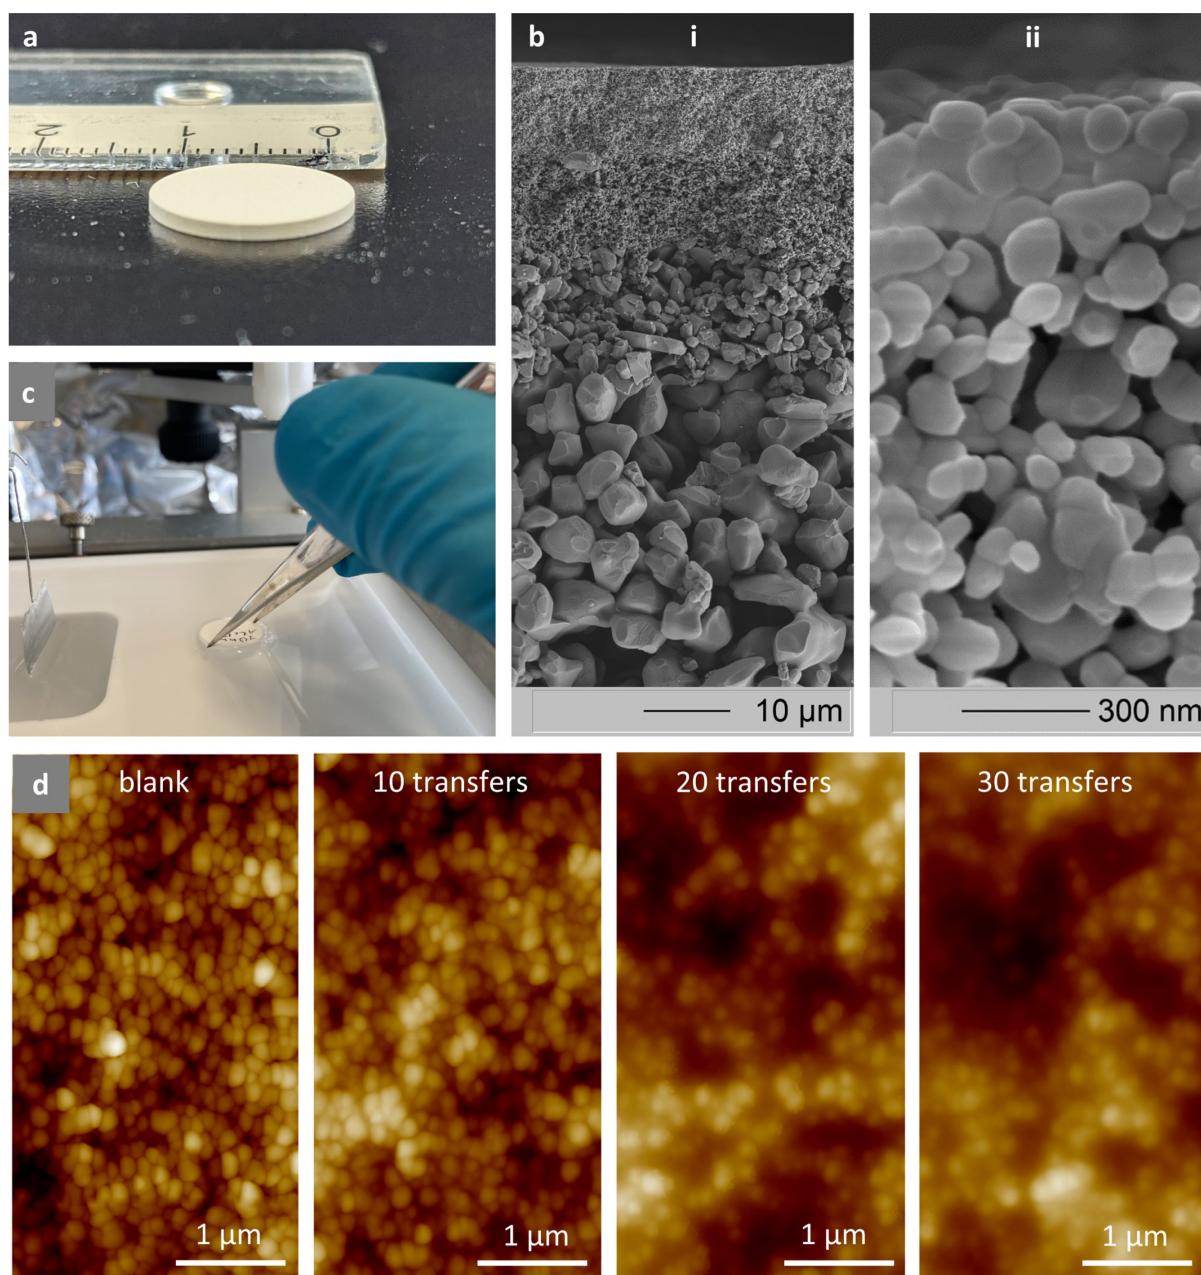 a
2 1 0
b
i
ii
c
10 µm
300 nm
d
blank
10 transfers
20 transfers
30 transfers
1 µm
1 µm
1 µm
1 µm